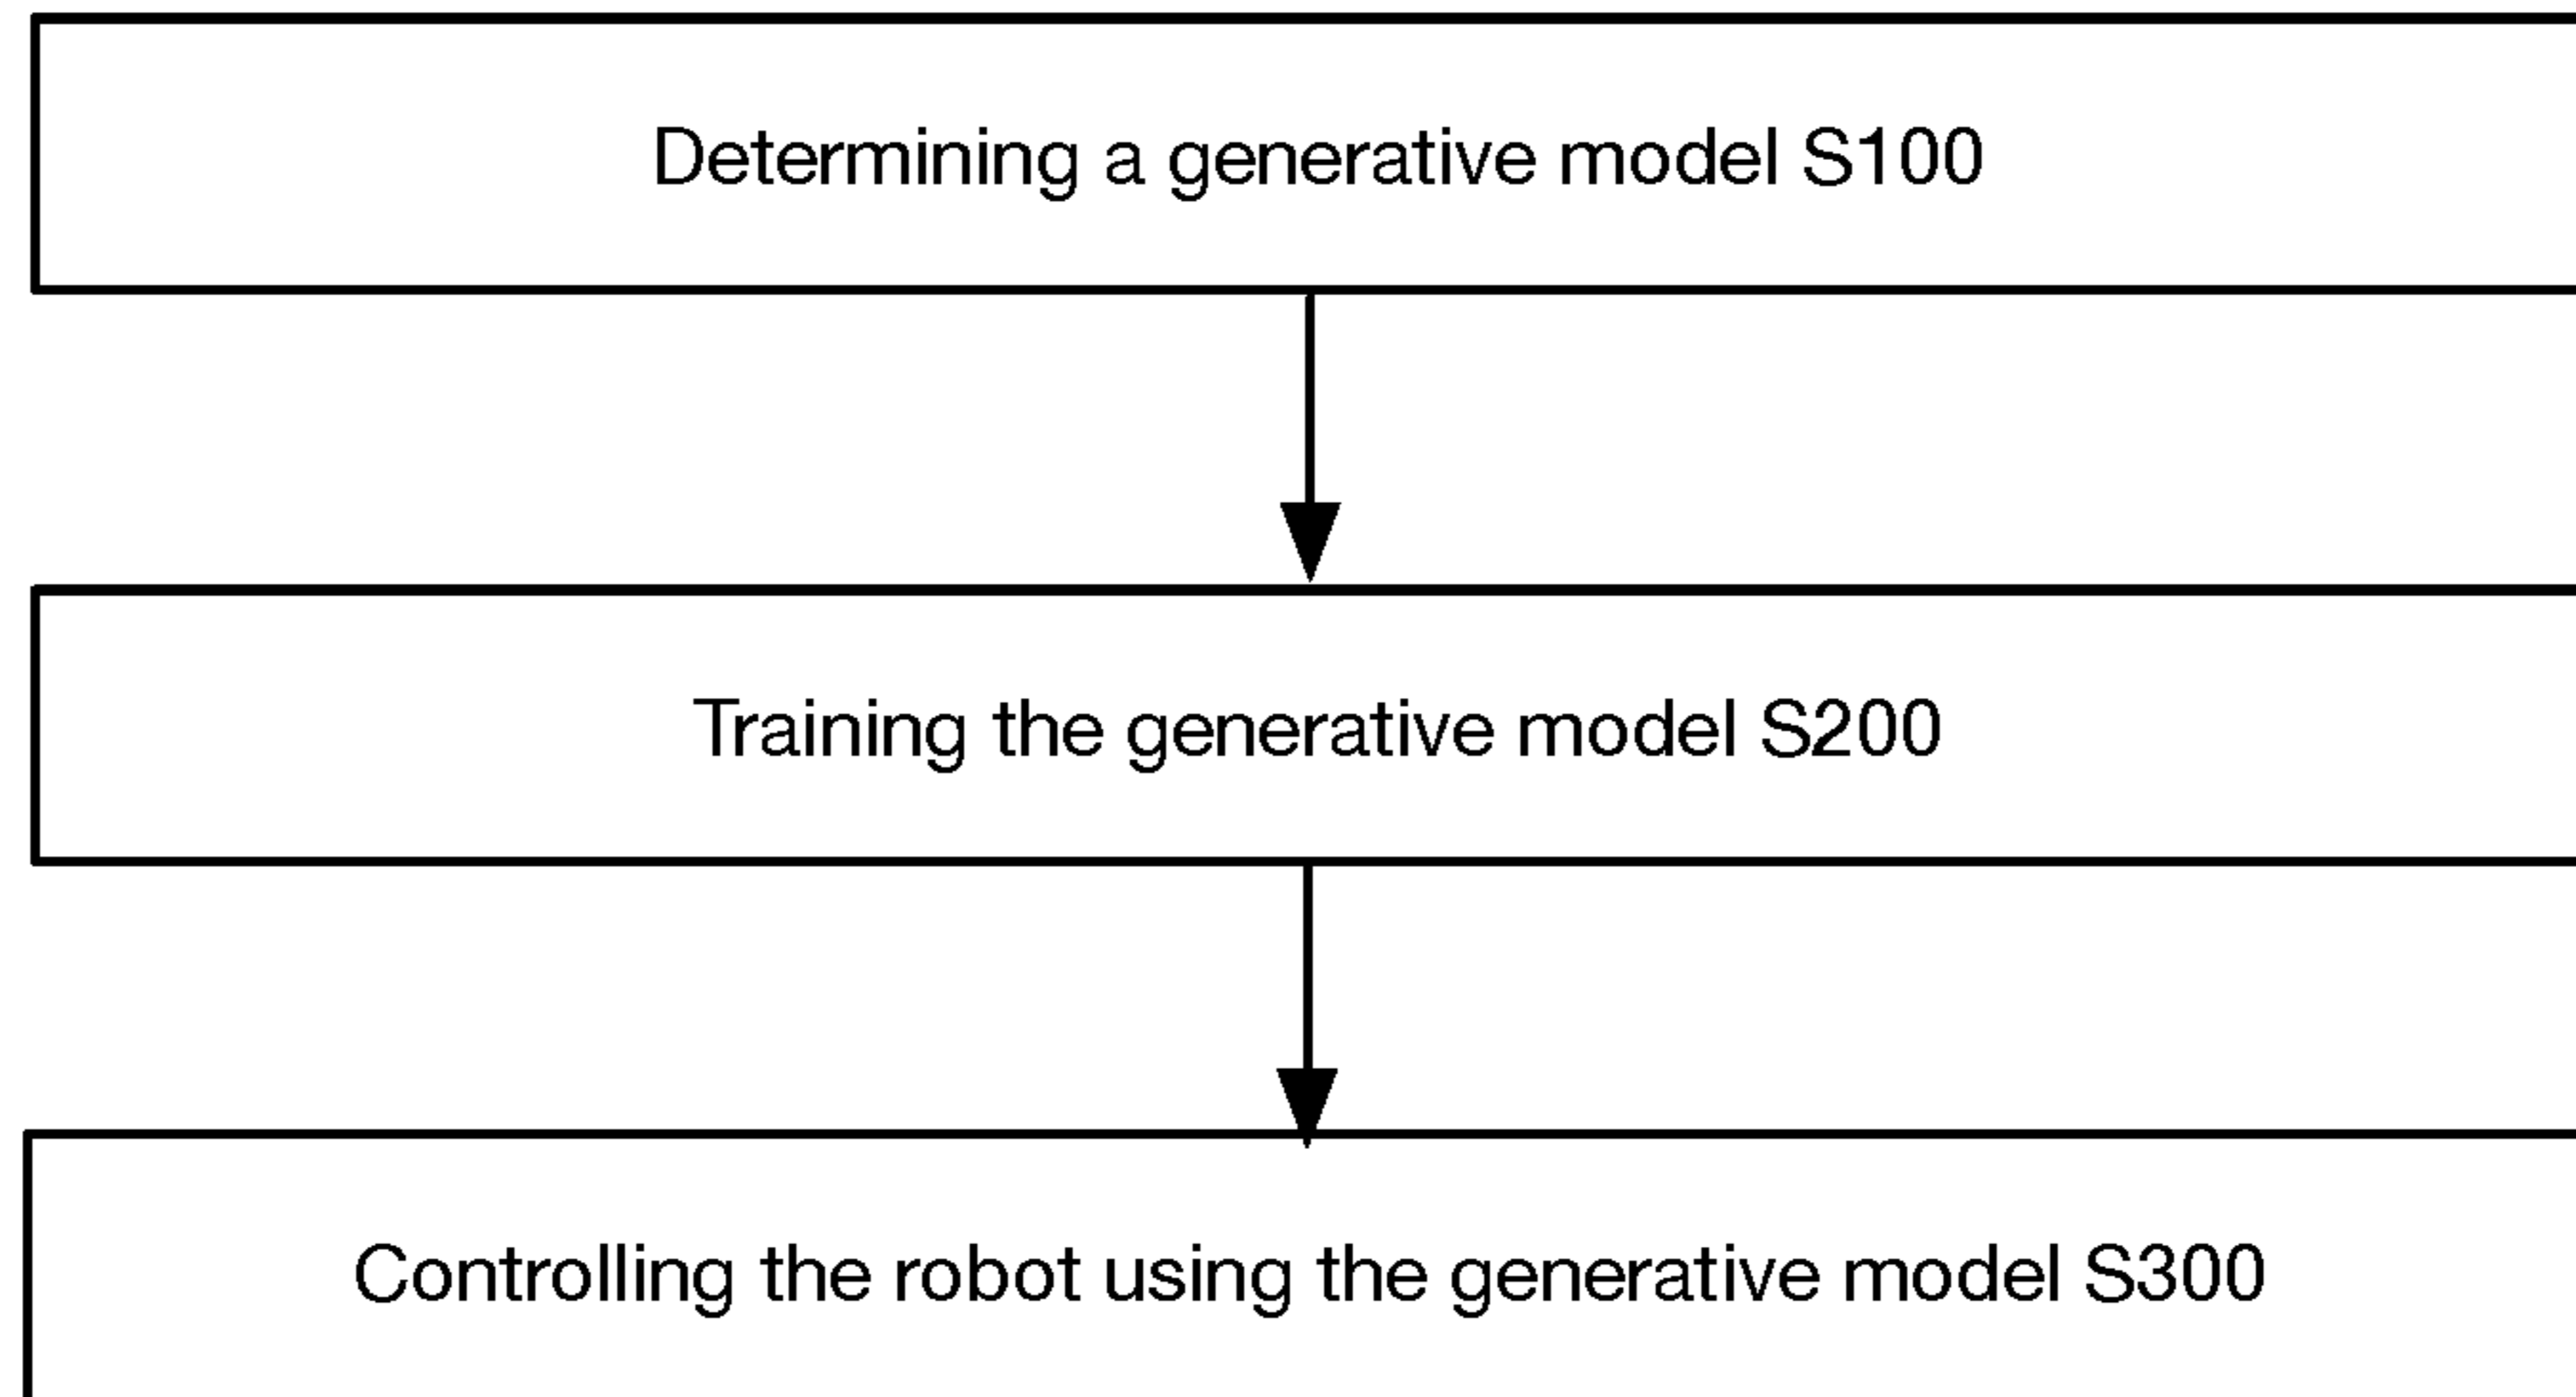 Determining a generative model S100
Training the generative model S200
Controlling the robot using the generative model S300